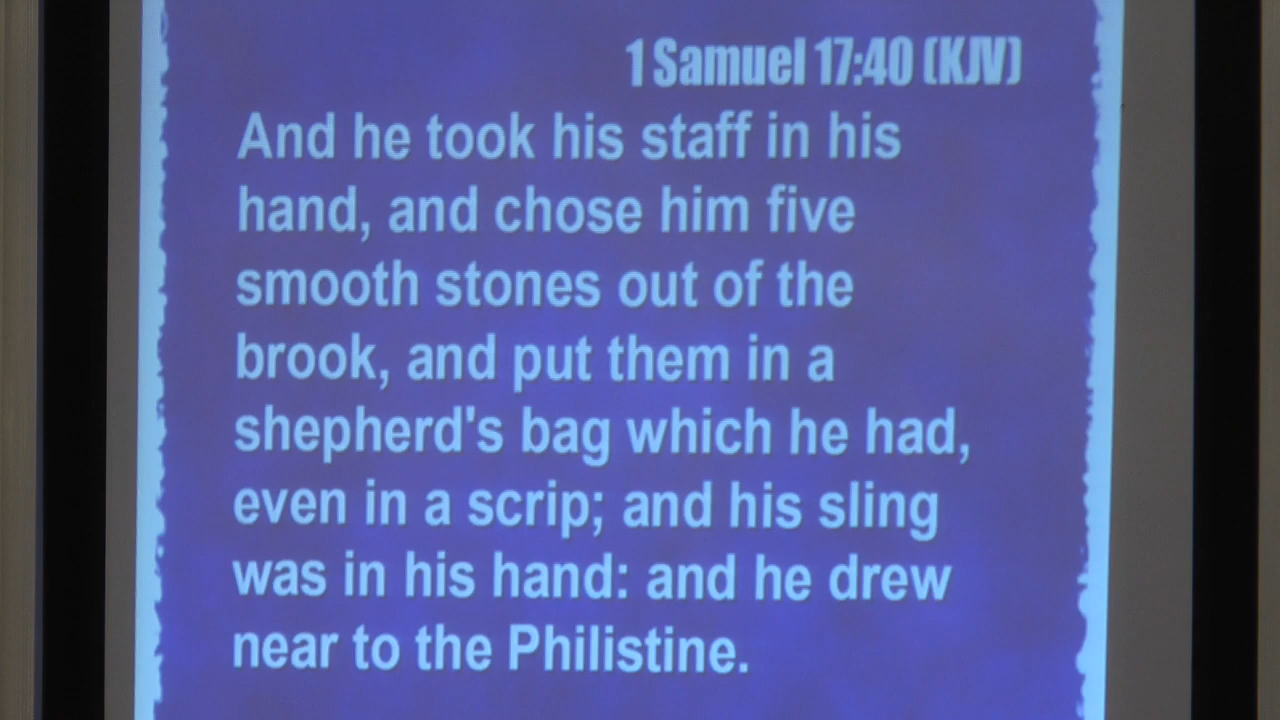 1 Samuel 17:40 (KJV)
And he took his staff in his
hand, and chose him five
smooth stones out of the
brook, and put them in a
shepherd's bag which he had,
even in a scrip; and his sling
was in his hand: and he drew
near to the Philistine.